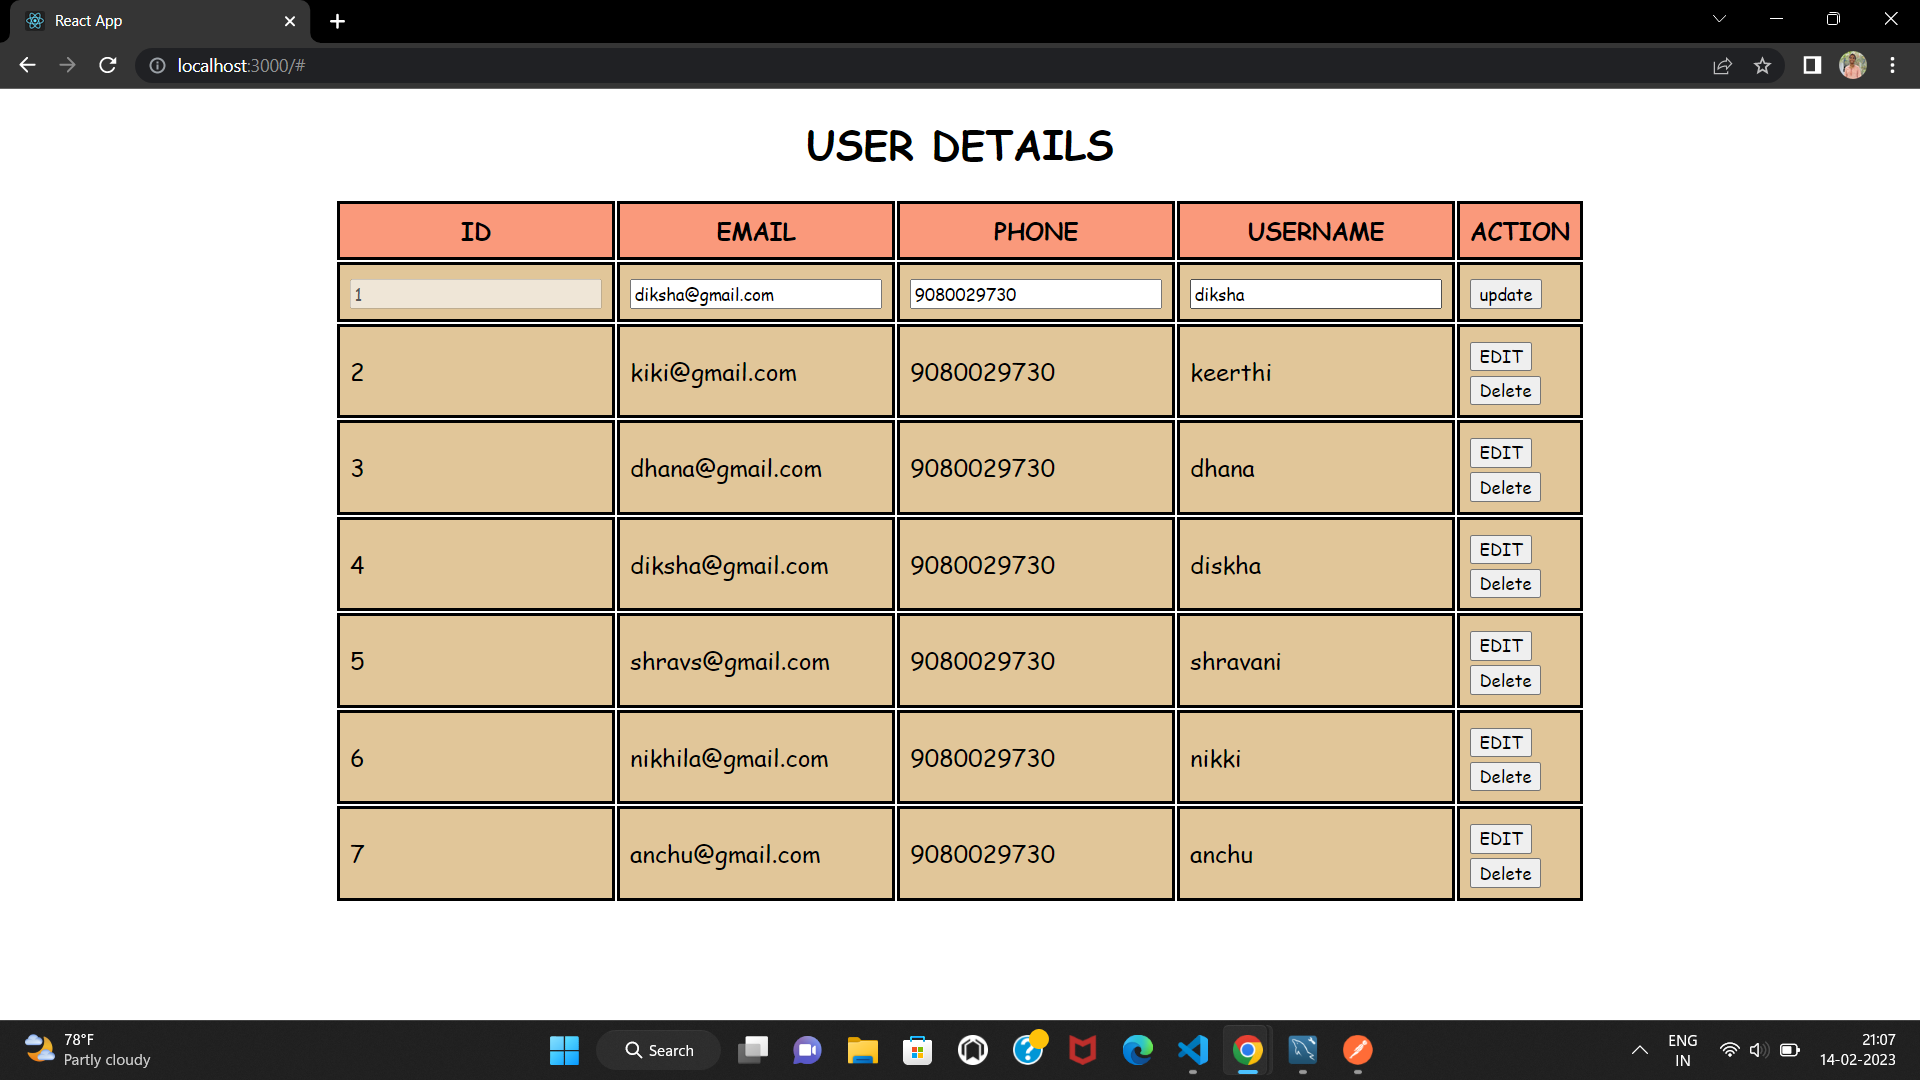 React App
localhost:3000/#
USER DETAILS
ID EMAIL PHONE USERNAME ACTION
1 diksha@gmail.com 9080029730 diksha update
2 kiki@gmail.com 9080029730 keerthi EDIT
Delete
3 dhana@gmail.com 9080029730 dhana EDIT
Delete
4 diksha@gmail.com 9080029730 diskha EDIT
Delete
5 shravs@gmail.com 9080029730 shravani EDIT
Delete
6 nikhila@gmail.com 9080029730 nikki EDIT
Delete
7 anchu@gmail.com 9080029730 anchu EDIT
Delete
78°F
Partly cloudy
Search
ENG
IN
21:07
14-02-2023